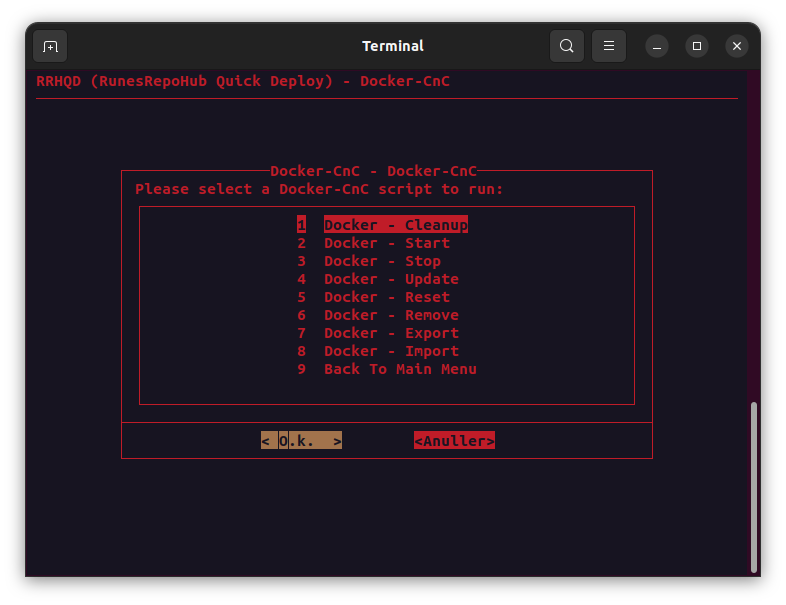 Terminal
RRHQD (RunesRepoHub Quick Deploy) - Docker-CnC
Docker-CnC - Docker-CnC
Please select a Docker-CnC script to run:
1 Docker - Cleanup
2 Docker - Start
3 Docker - Stop
4 Docker - Update
5 Docker - Reset
6 Docker - Remove
7 Docker - Export
8 Docker - Import
9 Back To Main Menu
< O.k. > <Anuller>